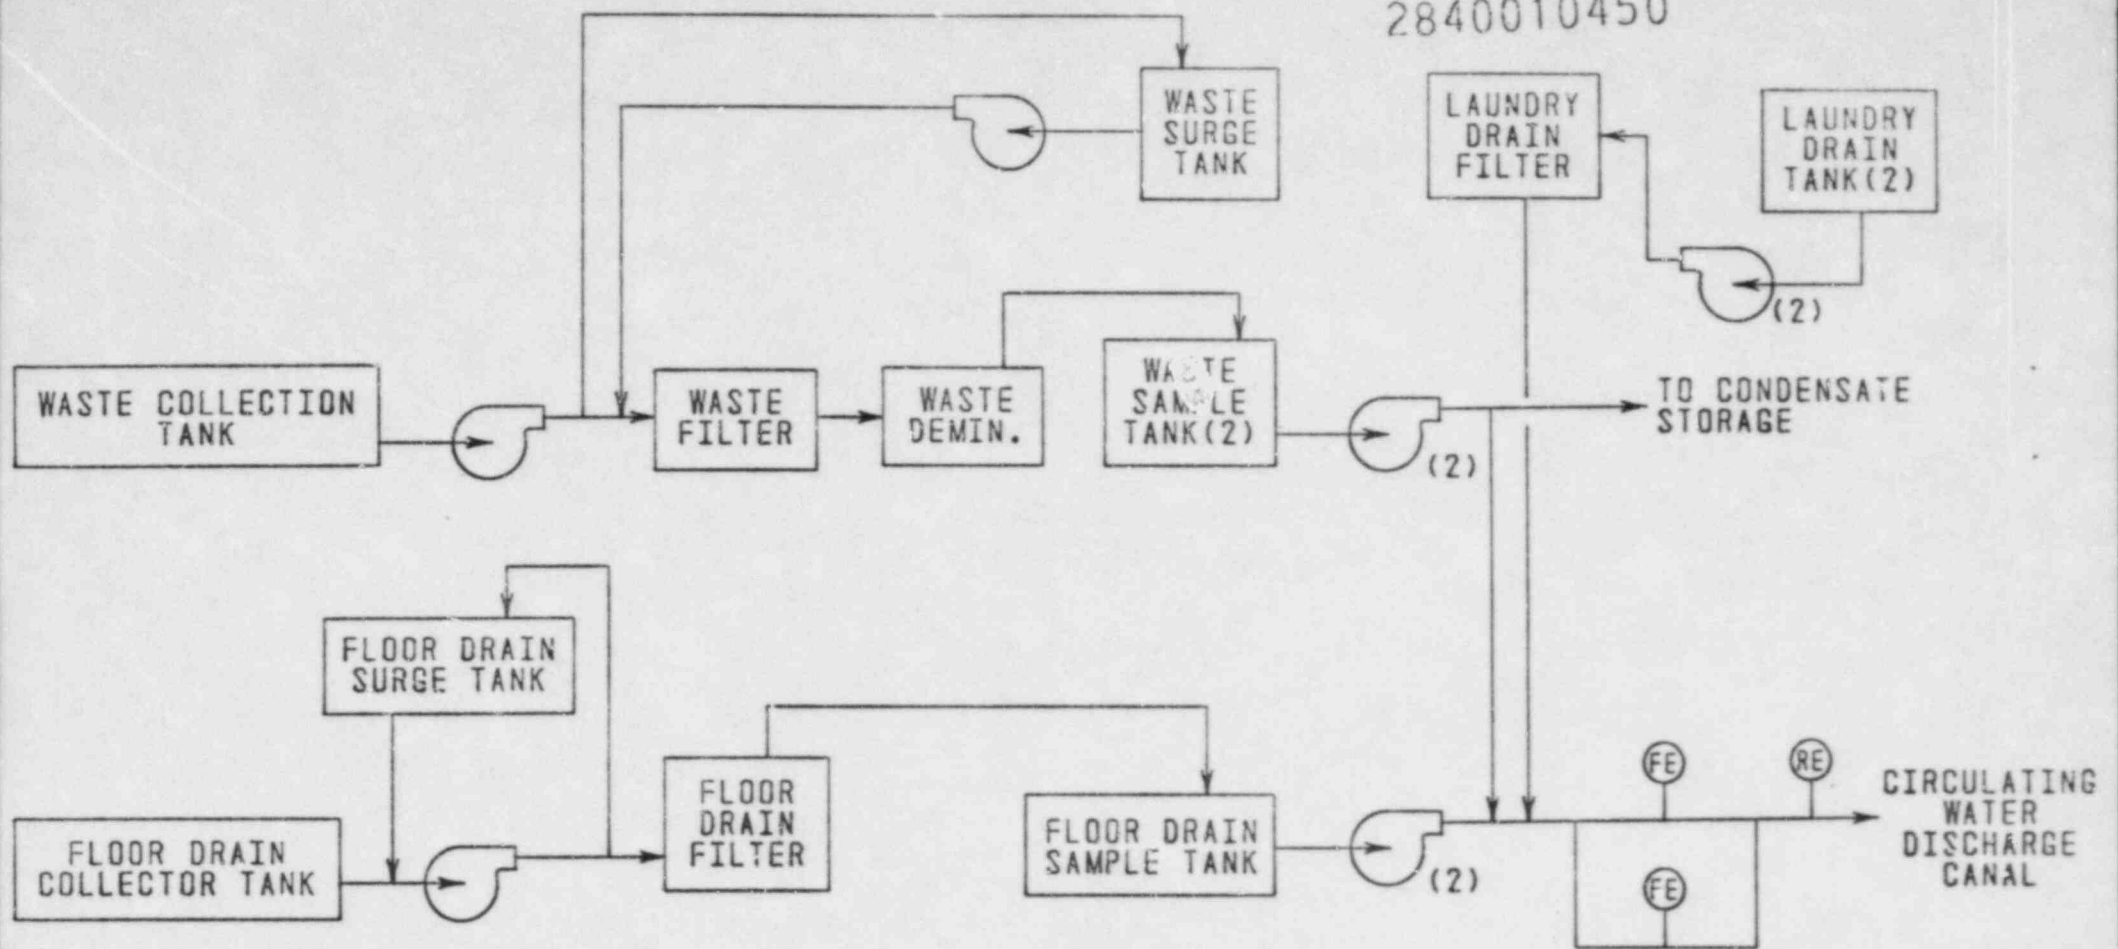 2840010450
WASTE
SURGE
TANK
LAUNDRY
DRAIN
FILTER
LAUNDRY
DRAIN
TANK(2)
(2)
WASTE COLLECTION
TANK
WASTE
FILTER
WASTE
DEMIN.
WASTE
SAMPLE
TANK(2)
(2)
TO CONDENSATE
STORAGE
FLOOR DRAIN
SURGE TANK
FLOOR DRAIN
COLLECTOR TANK
FLOOR
DRAIN
FILTER
FLOOR DRAIN
SAMPLE TANK
(2)
FE
RE
FE
CIRCULATING
WATER
DISCHARGE
CANAL